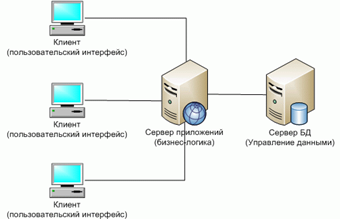 Клиент
(пользовательский интерфейс)
Клиент
(пользовательский интерфейс)
Сервер приложений
(бизнес-логика)
Сервер БД
(Управление данными)
Клиент
(пользовательский интерфейс)